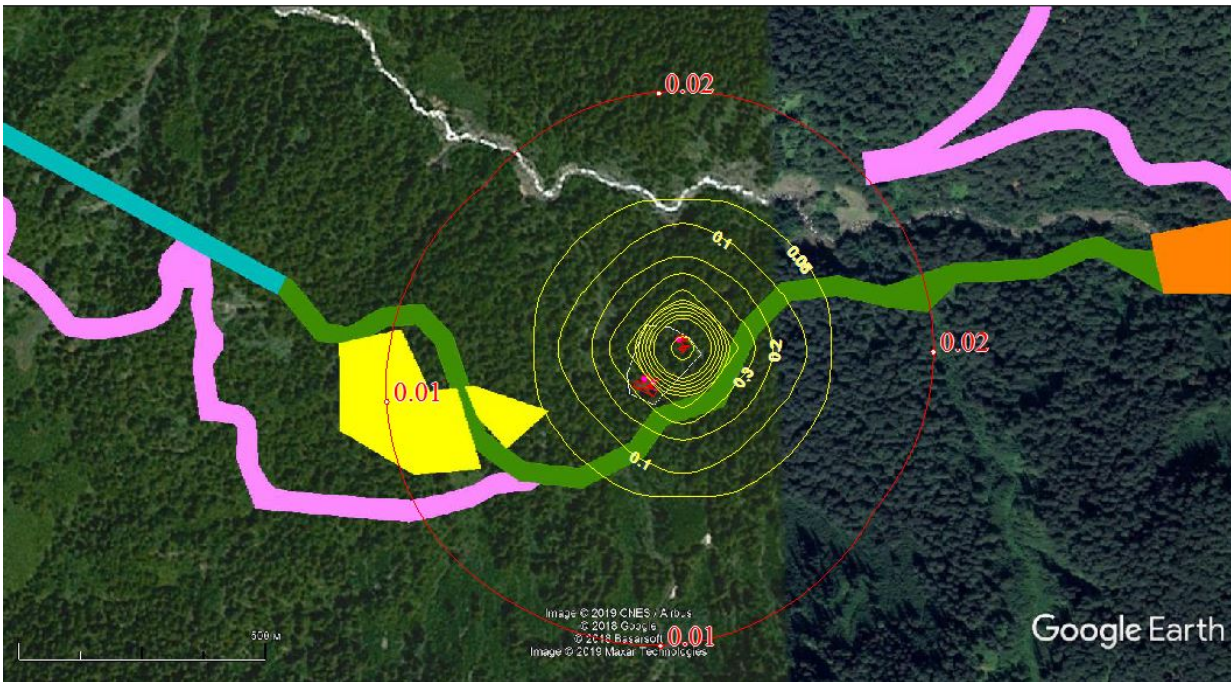 0.02
0.1
0.05
0.02
0.2
0.3
0.01
0.1
500 м
Image © 2019 CNES / Airbus
© 2018 Google
© 2018 Basarsoft
Image © 2019 Maxar Technologies
0.01
Google Earth